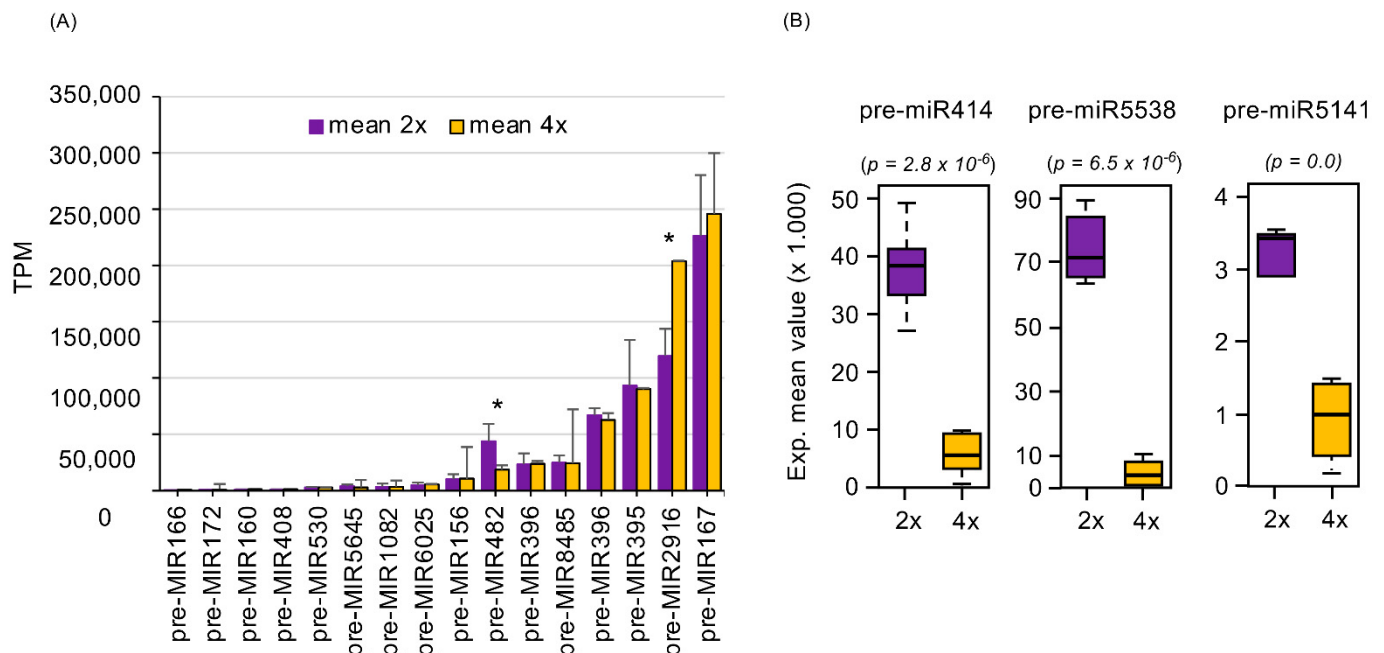 (A)
(B)
350,000
300,000
250,000
200,000
150,000
100,000
50,000
0
TPM
mean 2x
mean 4x
*
*
pre-MIR166
pre-MIR172
pre-MIR160
pre-MIR408
pre-MIR530
pre-MIR5645
pre-MIR1082
pre-MIR6025
pre-MIR156
pre-MIR482
pre-MIR396
pre-MIR8485
pre-MIR396
pre-MIR395
pre-MIR2916
pre-MIR167
Exp. mean value (x 1.000)
pre-miR414
(p = 2.8 x 10-6)
50
40
30
20
10
0
2x 4x
pre-miR5538
(p = 6.5 x 10-6)
90
70
50
30
10
0
2x 4x
pre-miR5141
(p = 0.0)
4
3
2
1
0
2x 4x